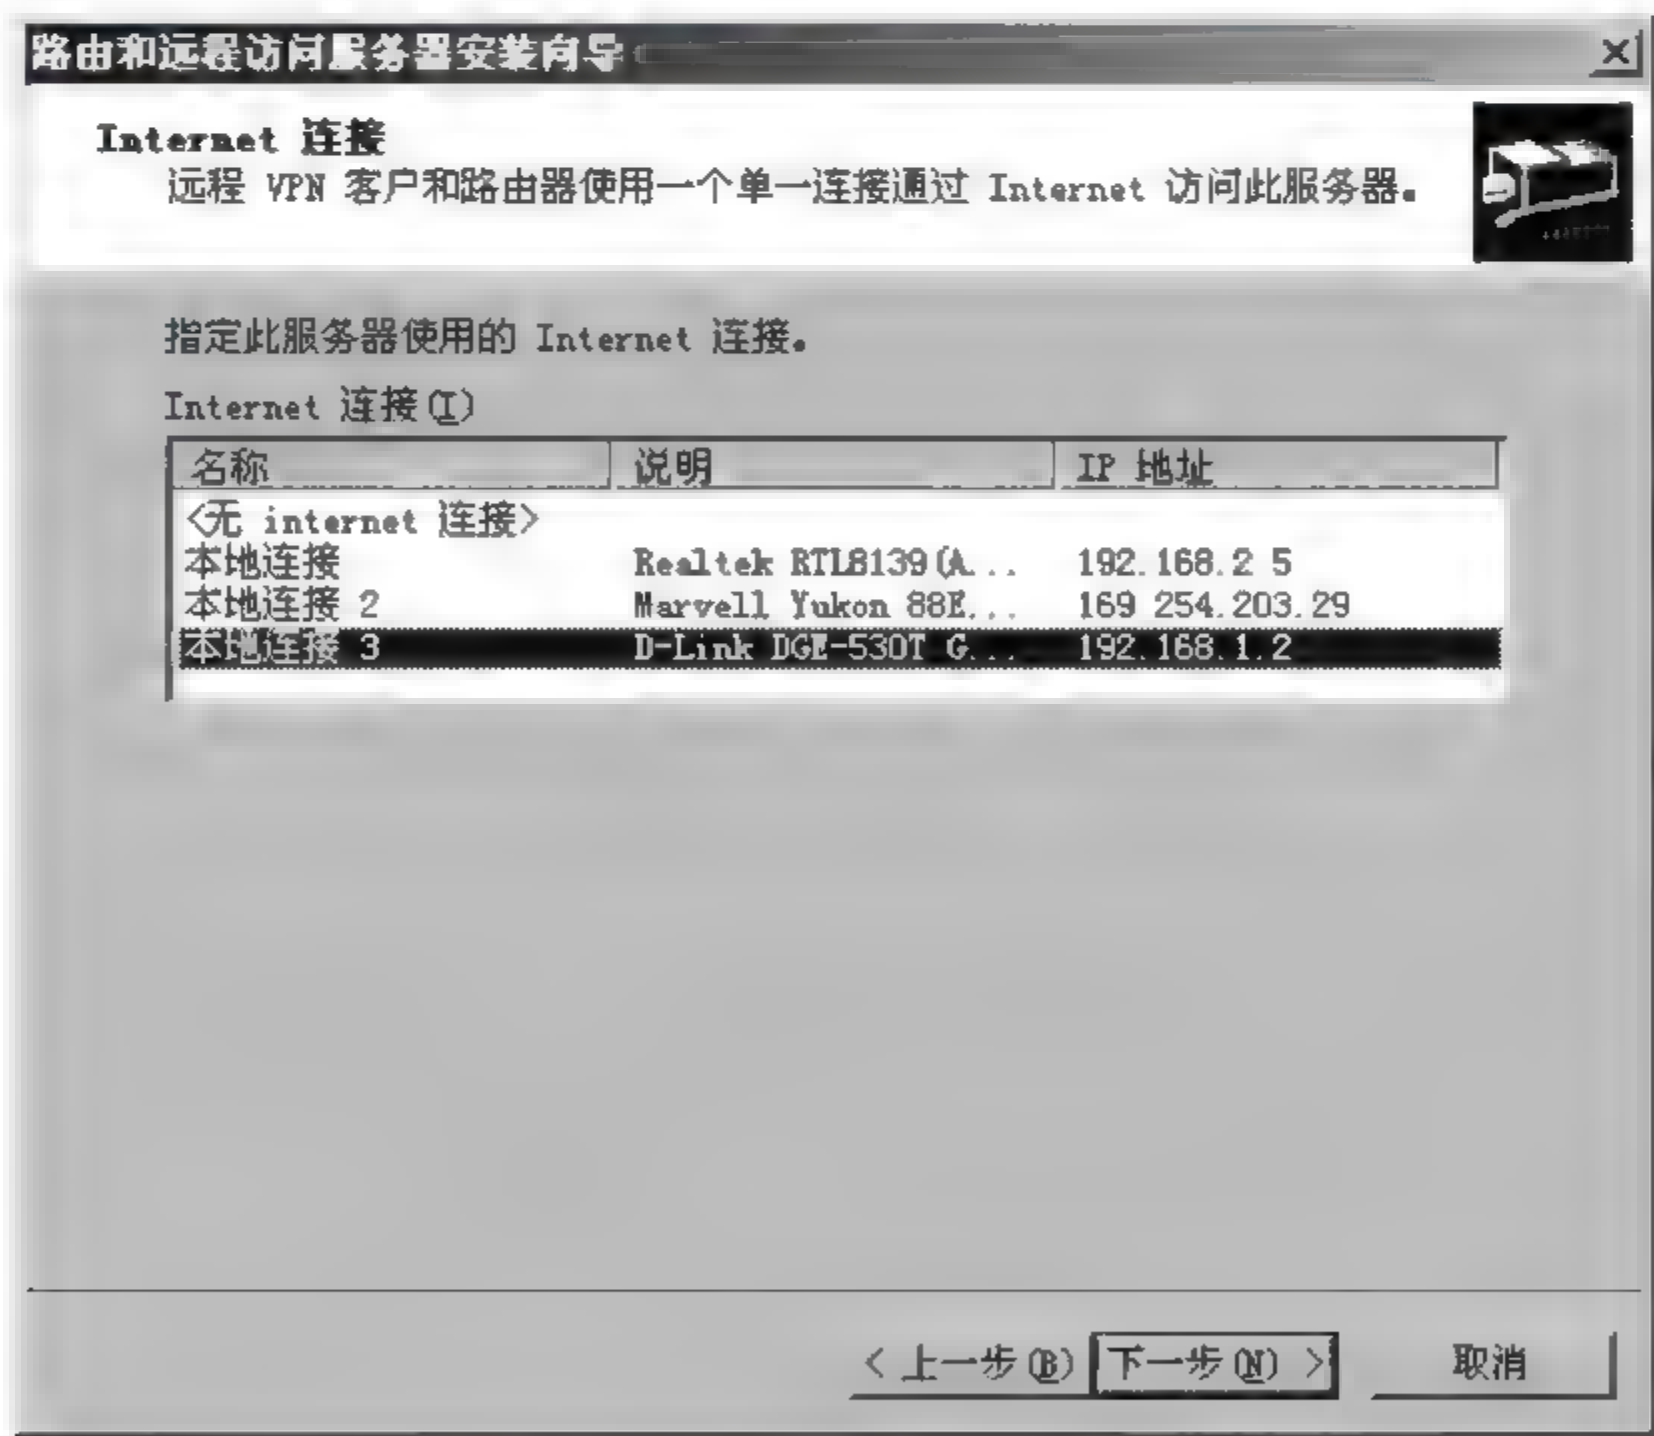 路由和远程访问服务器安装向导
Internet 连接
远程 VPN 客户和路由器使用一个单一连接通过 Internet 访问此服务器。
指定此服务器使用的 Internet 连接。
Internet 连接(I)
名称 说明 IP 地址
<无 internet 连接>
本地连接 Realtek RTL8139(A... 192.168.2 5
本地连接 2 Marvell Yukon 88E... 169 254.203.29
本地连接 3 D-Link DGE-530T G... 192.168.1.2
< 上一步(B) 下一步(N) > 取消